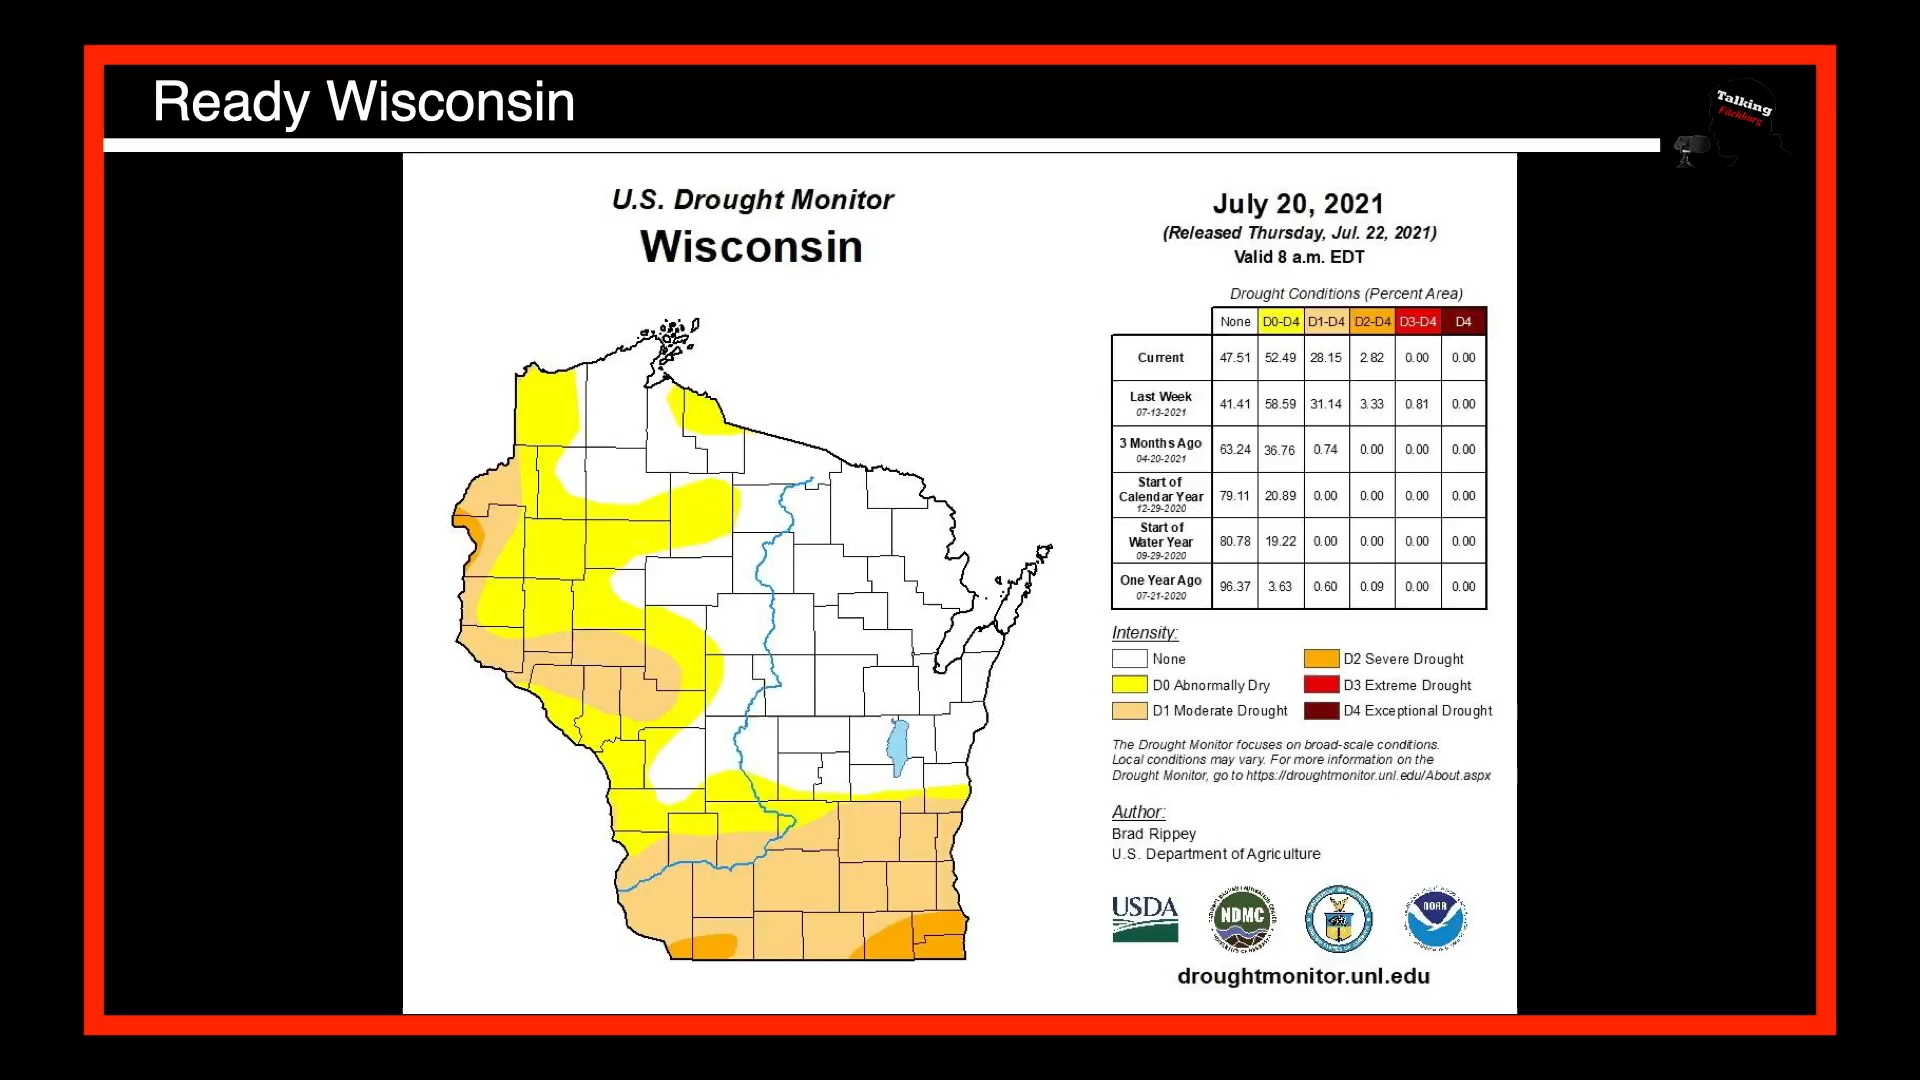 Ready Wisconsin
Talking
Fitchburg
U.S. Drought Monitor
Wisconsin
July 20, 2021
(Released Thursday, Jul. 22, 2021)
Valid 8 a.m. EDT
Drought Conditions (Percent Area)
None D0-D4 D1-D4 D2-D4 D3-D4 D4
Current 47.51 52.49 28.15 2.82 0.00 0.00
Last Week
07-13-2021 41.41 58.59 31.14 3.33 0.81 0.00
3 Months Ago
04-20-2021 63.24 36.76 0.74 0.00 0.00 0.00
Start of
Calendar Year
12-29-2020 79.11 20.89 0.00 0.00 0.00 0.00
Start of
Water Year
09-29-2020 80.78 19.22 0.00 0.00 0.00 0.00
One Year Ago
07-21-2020 96.37 3.63 0.60 0.09 0.00 0.00
Intensity:
None D2 Severe Drought
D0 Abnormally Dry D3 Extreme Drought
D1 Moderate Drought D4 Exceptional Drought
The Drought Monitor focuses on broad-scale conditions.
Local conditions may vary. For more information on the
Drought Monitor, go to https://droughtmonitor.unl.edu/About.aspx
Author:
Brad Rippey
U.S. Department of Agriculture
USDA NDMC NOAA
droughtmonitor.unl.edu